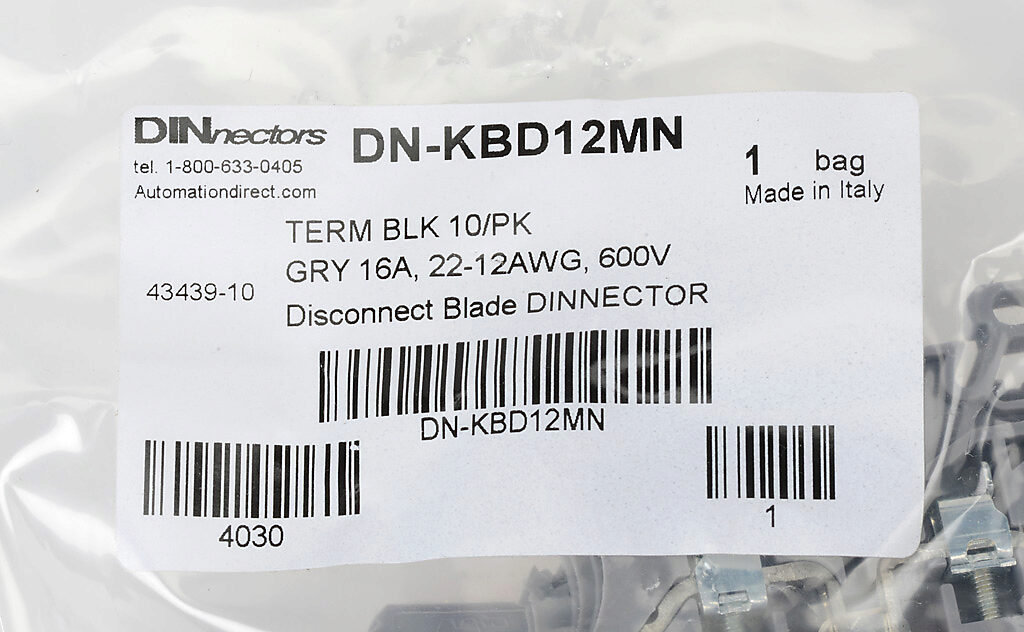 DINnectors
DN-KBD12MN
tel. 1-800-633-0405
Automationdirect.com
1 bag
Made in Italy
TERM BLK 10/PK
GRY 16A, 22-12AWG, 600V
43439-10
Disconnect Blade DINNECTOR
DN-KBD12MN
4030
1